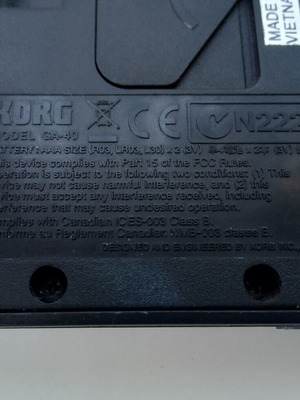 MADE
VIETNA
KORG
MODEL GA-40
CE
N222
BATTERY: AAA SIZE (R03, LR03, L30) x 2 (3V)
This device complies with Part 15 of the FCC Rules.
Operation is subject to the following two conditions: (1) This
device may not cause harmful interference, and (2) this
device must accept any interference received, including
interference that may cause undesired operation.
Complies with Canadian ICES-003 Class B.
Conforme au Reglement Canadian NMB-003 classe B.
DESIGNED AND ENGINEERED BY KORG INC.